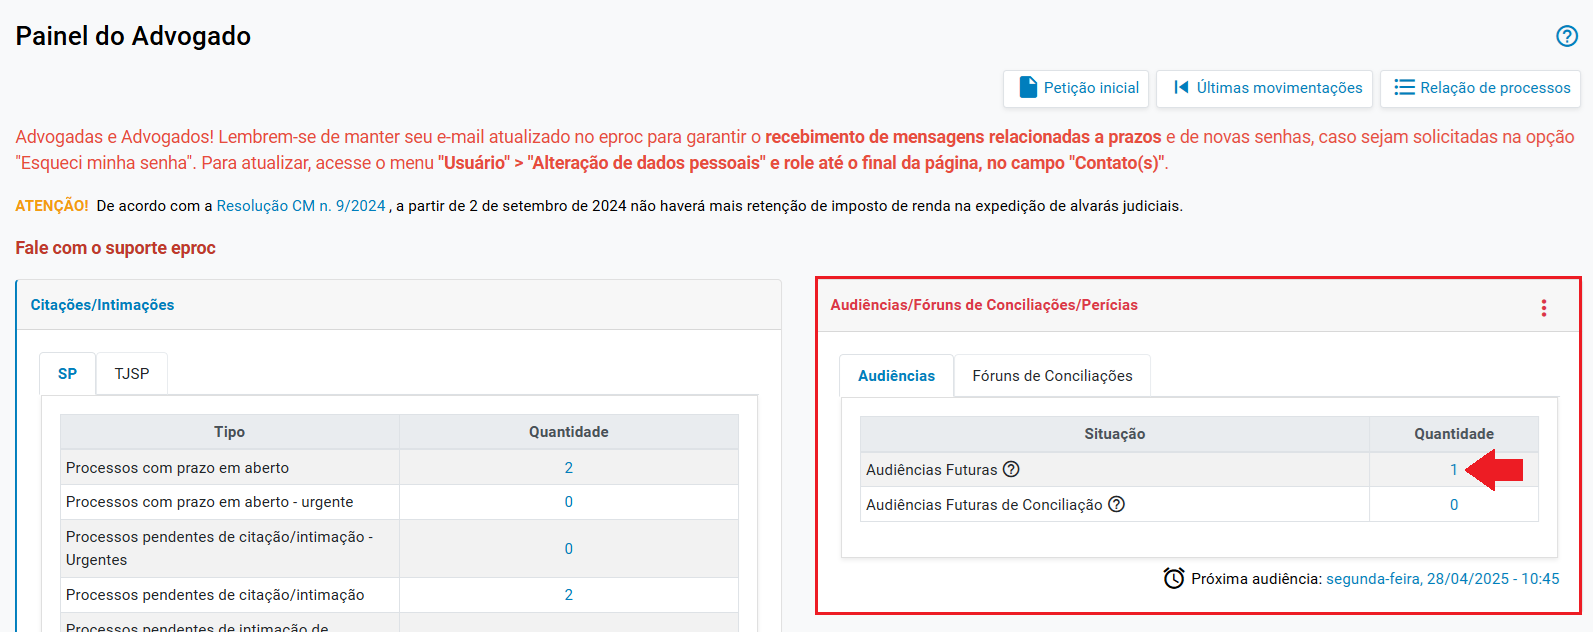 Painel do Advogado
Petição inicial
Últimas movimentações
Relação de processos
Advogadas e Advogados! Lembrem-se de manter seu e-mail atualizado no eproc para garantir o recebimento de mensagens relacionadas a prazos e de novas senhas, caso sejam solicitadas na opção
"Esqueci minha senha". Para atualizar, acesse o menu "Usuário" > "Alteração de dados pessoais" e role até o final da página, no campo "Contato(s)".
ATENÇÃO! De acordo com a Resolução CM n. 9/2024 , a partir de 2 de setembro de 2024 não haverá mais retenção de imposto de renda na expedição de alvarás judiciais.
Fale com o suporte eproc
Citações/Intimações
SP TJSP
Tipo Quantidade
Processos com prazo em aberto 2
Processos com prazo em aberto - urgente 0
Processos pendentes de citação/intimação -
Urgentes 0
Processos pendentes de citação/intimação 2
Processos pendentes de intimação de
Audiências/Fóruns de Conciliações/Perícias
Audiências Fóruns de Conciliações
Situação Quantidade
Audiências Futuras 1
Audiências Futuras de Conciliação 0
Próxima audiência: segunda-feira, 28/04/2025 - 10:45